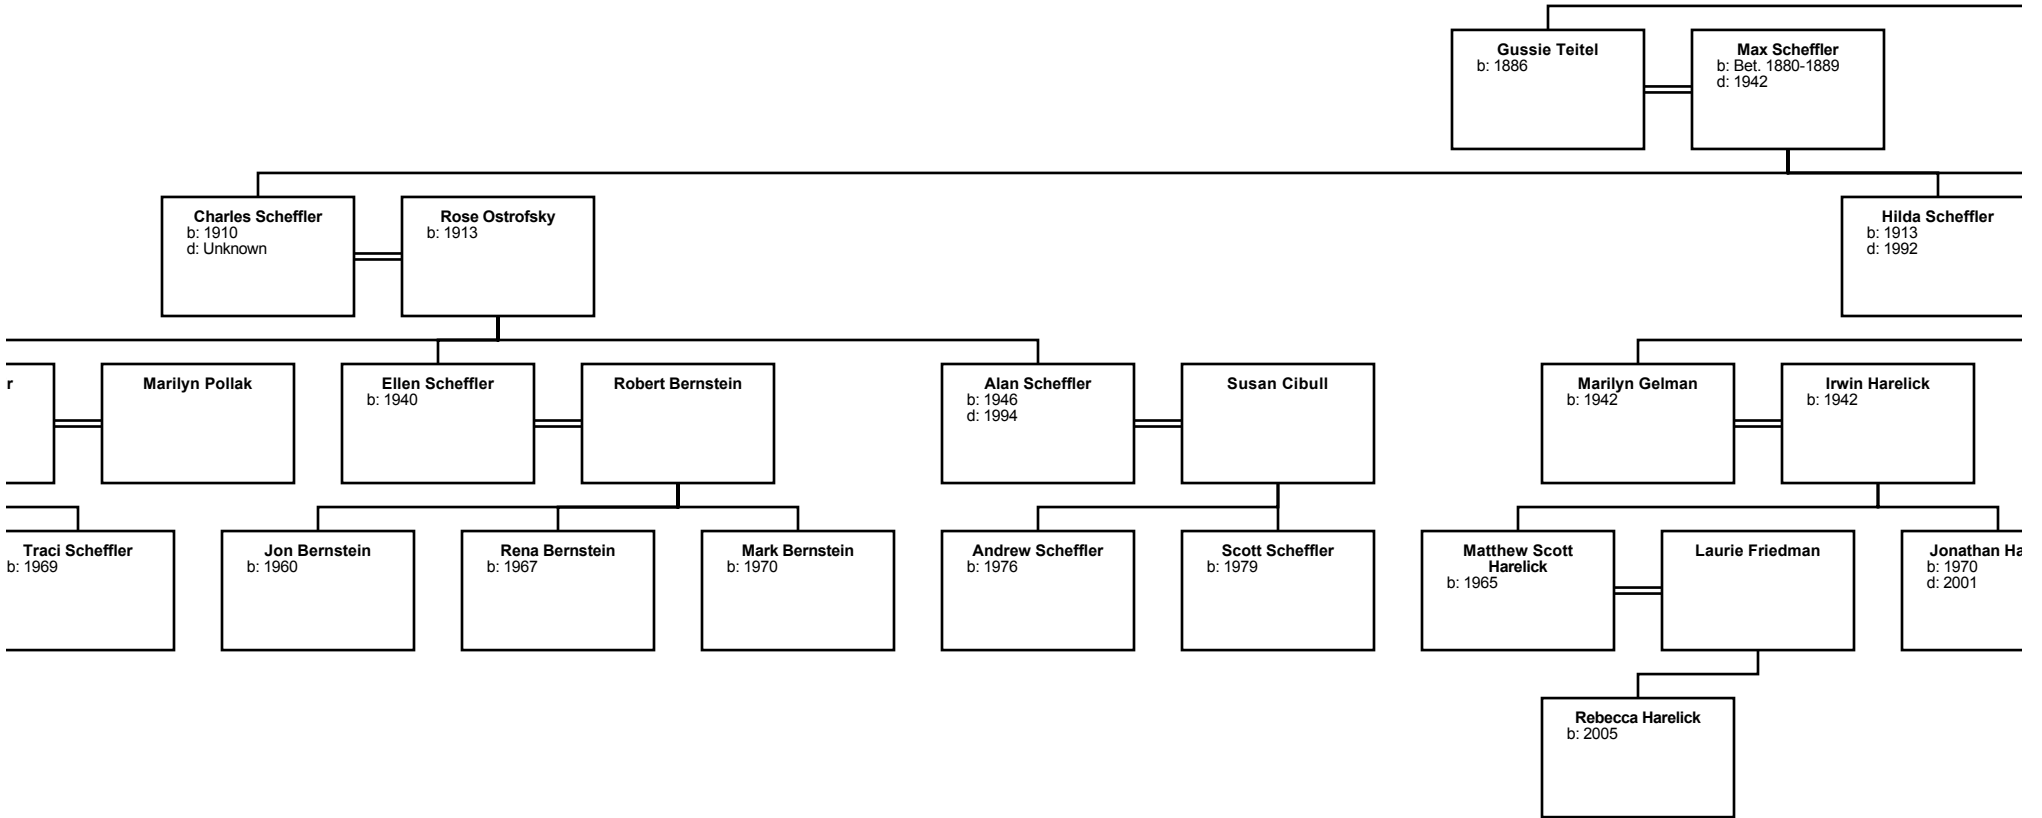 Gussie Teitel
b: 1886
Max Scheffler
b: Bet. 1880-1889
d: 1942
Charles Scheffler
b: 1910
d: Unknown
Rose Ostrofsky
b: 1913
Hilda Scheffler
b: 1913
d: 1992
r
Marilyn Pollak
Ellen Scheffler
b: 1940
Robert Bernstein
Alan Scheffler
b: 1946
d: 1994
Susan Cibull
Marilyn Gelman
b: 1942
Irwin Harelick
b: 1942
Traci Scheffler
b: 1969
Jon Bernstein
b: 1960
Rena Bernstein
b: 1967
Mark Bernstein
b: 1970
Andrew Scheffler
b: 1976
Scott Scheffler
b: 1979
Matthew Scott
Harelick
b: 1965
Laurie Friedman
Jonathan Ha
b: 1970
d: 2001
Rebecca Harelick
b: 2005